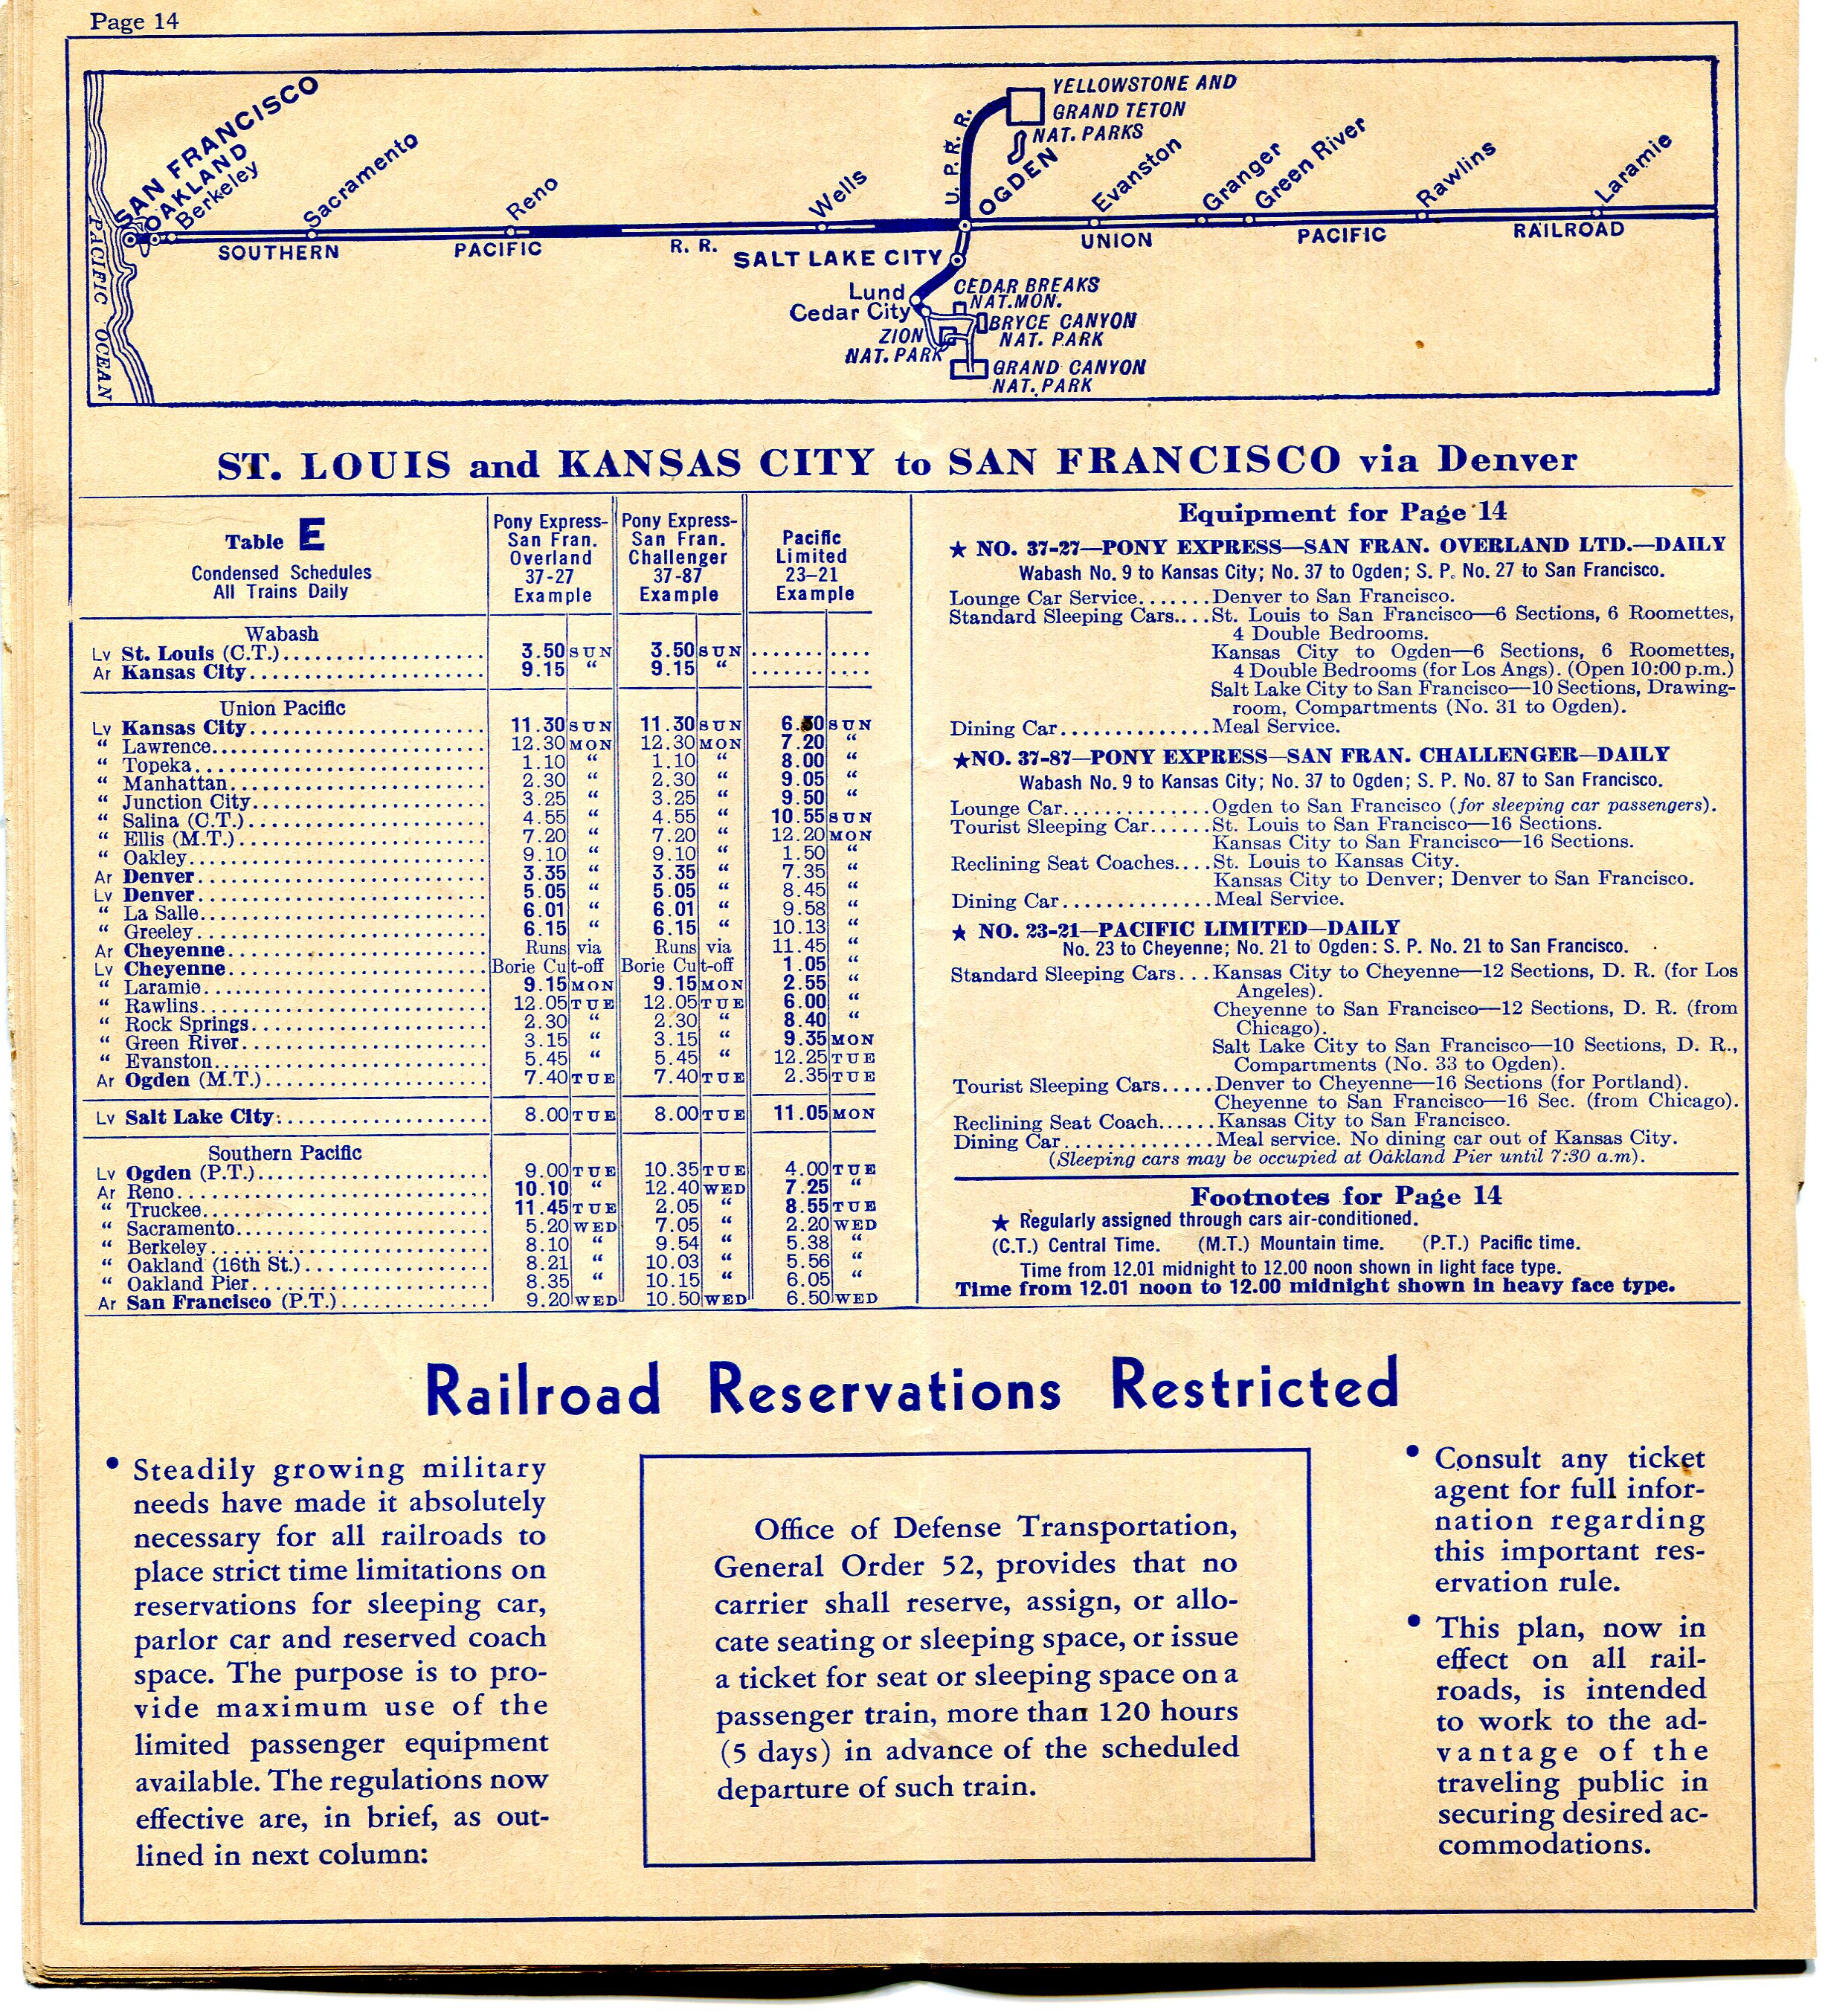 Page 14
SAN FRANCISCO
OAKLAND
Berkeley
Sacramento
Reno
Wells
U. P. R. R.
OGDEN
YELLOWSTONE AND
GRAND TETON
NAT. PARKS
Evanston
Granger
Green River
Rawlins
Laramie
SOUTHERN PACIFIC R. R.
UNION PACIFIC RAILROAD
SALT LAKE CITY
Lund
Cedar City
CEDAR BREAKS
NAT. MON.
ZION
NAT. PARK
BRYCE CANYON
NAT. PARK
GRAND CANYON
NAT. PARK
PACIFIC OCEAN
ST. LOUIS and KANSAS CITY to SAN FRANCISCO via Denver
Table E
Condensed Schedules
All Trains Daily
Pony Express-
San Fran.
Overland
37-27
Example
Pony Express-
San Fran.
Challenger
37-87
Example
Pacific
Limited
23–21
Example
Wabash
Lv St. Louis (C.T.) 3.50 SUN 3.50 SUN
Ar Kansas City 9.15 “ 9.15 “
Union Pacific
Lv Kansas City 11.30 SUN 11.30 SUN 6.30 SUN
“ Lawrence 12.30 MON 12.30 MON 7.20 “
“ Topeka 1.10 “ 1.10 “ 8.00 “
“ Manhattan 2.30 “ 2.30 “ 9.05 “
“ Junction City 3.25 “ 3.25 “ 9.50 “
“ Salina (C.T.) 4.55 “ 4.55 “ 10.55 SUN
“ Ellis (M.T.) 7.20 “ 7.20 “ 12.20 MON
“ Oakley 9.10 “ 9.10 “ 1.50 “
Ar Denver 3.35 “ 3.35 “ 7.35 “
Lv Denver 5.05 “ 5.05 “ 8.45 “
“ La Salle 6.01 “ 6.01 “ 9.58 “
“ Greeley 6.15 “ 6.15 “ 10.13 “
Ar Cheyenne Runs via Runs via 11.45 “
Lv Cheyenne Borie Cut-off Borie Cut-off 1.05 “
“ Laramie 9.15 MON 9.15 MON 2.55 “
“ Rawlins 12.05 TUE 12.05 TUE 6.00 “
“ Rock Springs 2.30 “ 2.30 “ 8.40 “
“ Green River 3.15 “ 3.15 “ 9.35 MON
“ Evanston 5.45 “ 5.45 “ 12.25 TUE
Ar Ogden (M.T.) 7.40 TUE 7.40 TUE 2.35 TUE
Lv Salt Lake City 8.00 TUE 8.00 TUE 11.05 MON
Southern Pacific
Lv Ogden (P.T.) 9.00 TUE 10.35 TUE 4.00 TUE
Ar Reno 10.10 “ 12.40 WED 7.25 “
“ Truckee 11.45 TUE 2.05 “ 8.55 TUE
“ Sacramento 5.20 WED 7.05 “ 2.20 WED
“ Berkeley 8.10 “ 9.54 “ 5.38 “
“ Oakland (16th St.) 8.21 “ 10.03 “ 5.56 “
“ Oakland Pier 8.35 “ 10.15 “ 6.05 “
Ar San Francisco (P.T.) 9.20 WED 10.50 WED 6.50 WED
Equipment for Page 14
★ NO. 37-27—PONY EXPRESS—SAN FRAN. OVERLAND LTD.—DAILY
Wabash No. 9 to Kansas City; No. 37 to Ogden; S. P. No. 27 to San Francisco.
Lounge Car Service.......Denver to San Francisco.
Standard Sleeping Cars....St. Louis to San Francisco—6 Sections, 6 Roomettes,
4 Double Bedrooms.
Kansas City to Ogden—6 Sections, 6 Roomettes,
4 Double Bedrooms (for Los Angs). (Open 10:00 p.m.)
Salt Lake City to San Francisco—10 Sections, Drawing-
room, Compartments (No. 31 to Ogden).
Dining Car..............Meal Service.
★NO. 37-87—PONY EXPRESS—SAN FRAN. CHALLENGER—DAILY
Wabash No. 9 to Kansas City; No. 37 to Ogden; S. P. No. 87 to San Francisco.
Lounge Car..............Ogden to San Francisco (for sleeping car passengers).
Tourist Sleeping Car......St. Louis to San Francisco—16 Sections.
Kansas City to San Francisco—16 Sections.
Reclining Seat Coaches....St. Louis to Kansas City.
Kansas City to Denver; Denver to San Francisco.
Dining Car..............Meal Service.
★ NO. 23-21—PACIFIC LIMITED—DAILY
No. 23 to Cheyenne; No. 21 to Ogden: S. P. No. 21 to San Francisco.
Standard Sleeping Cars...Kansas City to Cheyenne—12 Sections, D. R. (for Los
Angeles).
Cheyenne to San Francisco—12 Sections, D. R. (from
Chicago).
Salt Lake City to San Francisco—10 Sections, D. R.,
Compartments (No. 33 to Ogden).
Tourist Sleeping Cars.....Denver to Cheyenne—16 Sections (for Portland).
Cheyenne to San Francisco—16 Sec. (from Chicago).
Reclining Seat Coach......Kansas City to San Francisco.
Dining Car..............Meal service. No dining car out of Kansas City.
(Sleeping cars may be occupied at Oakland Pier until 7:30 a.m).
Footnotes for Page 14
★ Regularly assigned through cars air-conditioned.
(C.T.) Central Time. (M.T.) Mountain time. (P.T.) Pacific time.
Time from 12.01 midnight to 12.00 noon shown in light face type.
Time from 12.01 noon to 12.00 midnight shown in heavy face type.
Railroad Reservations Restricted
• Steadily growing military
needs have made it absolutely
necessary for all railroads to
place strict time limitations on
reservations for sleeping car,
parlor car and reserved coach
space. The purpose is to pro-
vide maximum use of the
limited passenger equipment
available. The regulations now
effective are, in brief, as out-
lined in next column:
Office of Defense Transportation,
General Order 52, provides that no
carrier shall reserve, assign, or allo-
cate seating or sleeping space, or issue
a ticket for seat or sleeping space on a
passenger train, more than 120 hours
(5 days) in advance of the scheduled
departure of such train.
• Consult any ticket
agent for full infor-
nation regarding
this important res-
ervation rule.
• This plan, now in
effect on all rail-
roads, is intended
to work to the ad-
vantage of the
traveling public in
securing desired ac-
commodations.